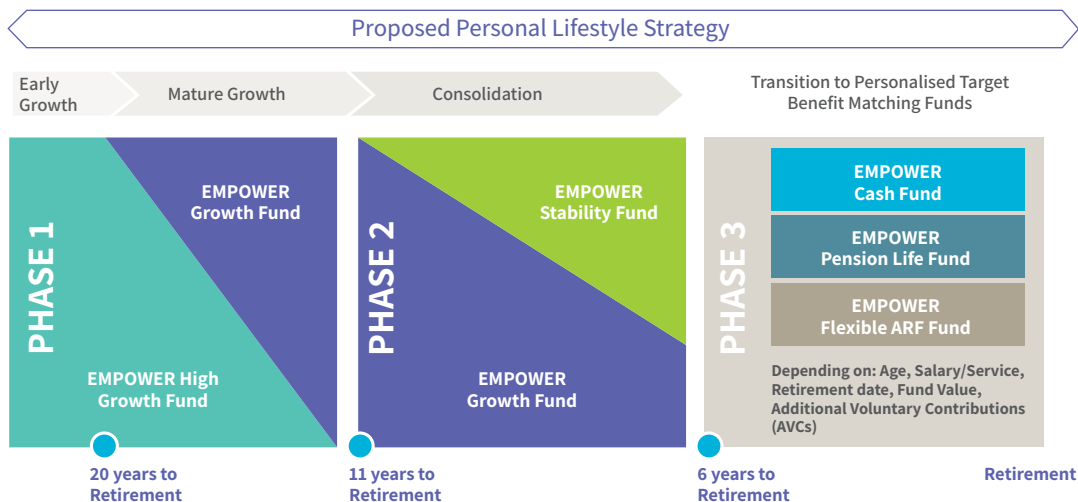 Proposed Personal Lifestyle Strategy
Early
Growth
Mature Growth
Consolidation
Transition to Personalised Target
Benefit Matching Funds
PHASE 1
EMPOWER
Growth Fund
EMPOWER High
Growth Fund
PHASE 2
EMPOWER
Stability Fund
EMPOWER
Growth Fund
PHASE 3
EMPOWER
Cash Fund
EMPOWER
Pension Life Fund
EMPOWER
Flexible ARF Fund
Depending on: Age, Salary/Service,
Retirement date, Fund Value,
Additional Voluntary Contributions
(AVCs)
20 years to
Retirement
11 years to
Retirement
6 years to
Retirement
Retirement